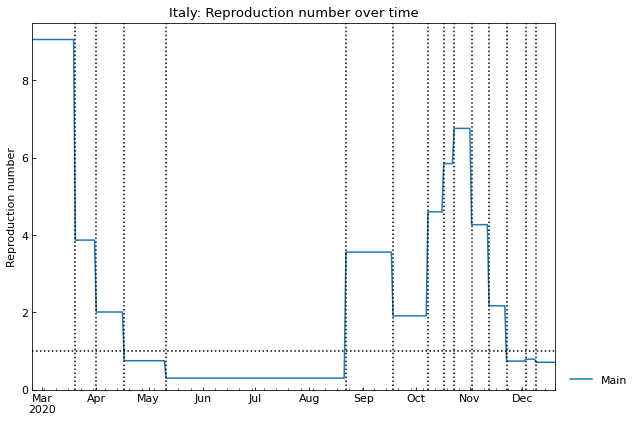 Italy: Reproduction number over time
Reproduction number
8
6
4
2
0
Mar Apr May Jun Jul Aug Sep Oct Nov Dec
2020
Main